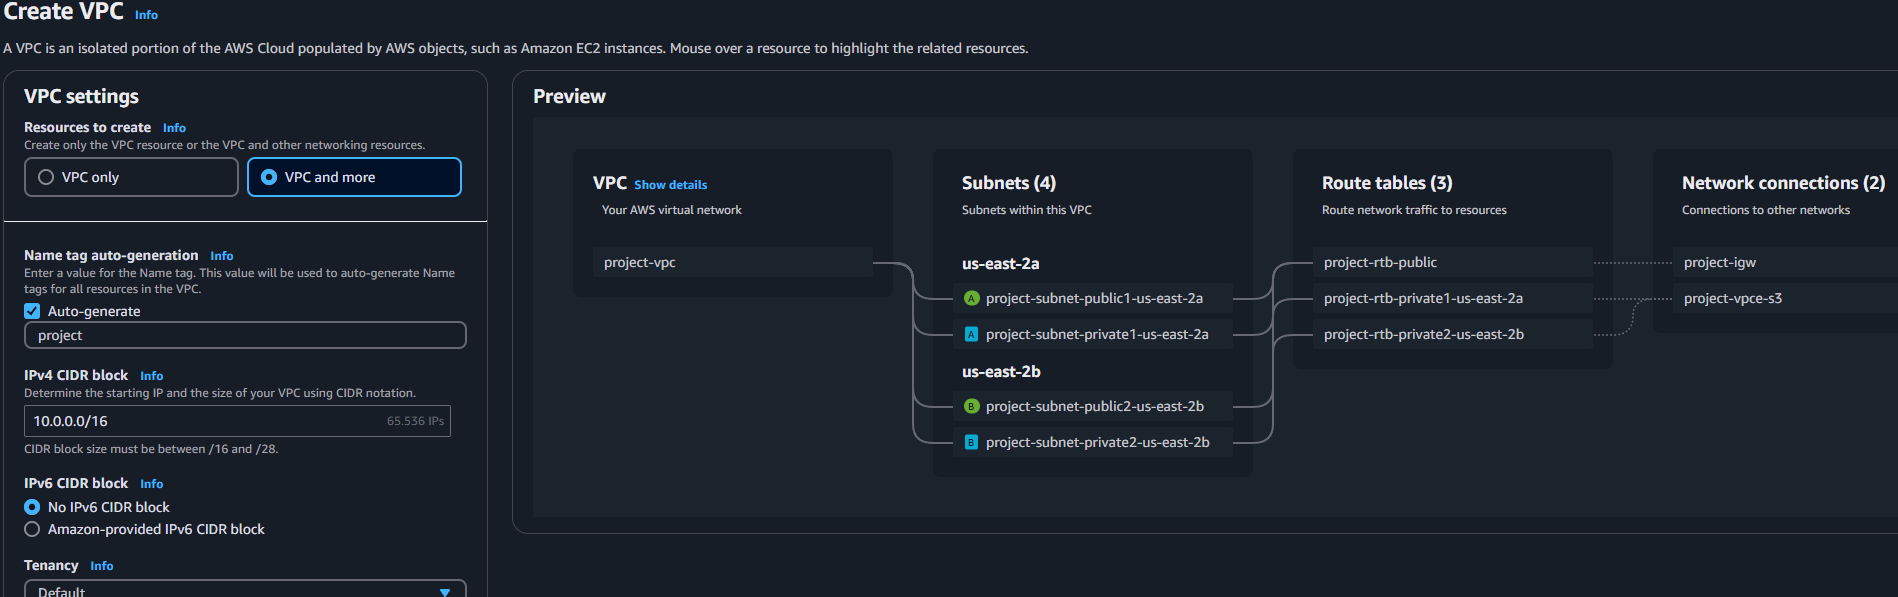 Create VPC Info
A VPC is an isolated portion of the AWS Cloud populated by AWS objects, such as Amazon EC2 instances. Mouse over a resource to highlight the related resources.
VPC settings
Resources to create Info
Create only the VPC resource or the VPC and other networking resources.
VPC only
VPC and more
Name tag auto-generation Info
Enter a value for the Name tag. This value will be used to auto-generate Name
tags for all resources in the VPC.
Auto-generate
project
IPv4 CIDR block Info
Determine the starting IP and the size of your VPC using CIDR notation.
10.0.0.0/16 65.536 IPs
CIDR block size must be between /16 and /28.
IPv6 CIDR block Info
No IPv6 CIDR block
Amazon-provided IPv6 CIDR block
Tenancy Info
Default
Preview
VPC Show details
Your AWS virtual network
project-vpc
Subnets (4)
Subnets within this VPC
us-east-2a
A project-subnet-public1-us-east-2a
A project-subnet-private1-us-east-2a
us-east-2b
B project-subnet-public2-us-east-2b
B project-subnet-private2-us-east-2b
Route tables (3)
Route network traffic to resources
project-rtb-public
project-rtb-private1-us-east-2a
project-rtb-private2-us-east-2b
Network connections (2)
Connections to other networks
project-igw
project-vpce-s3